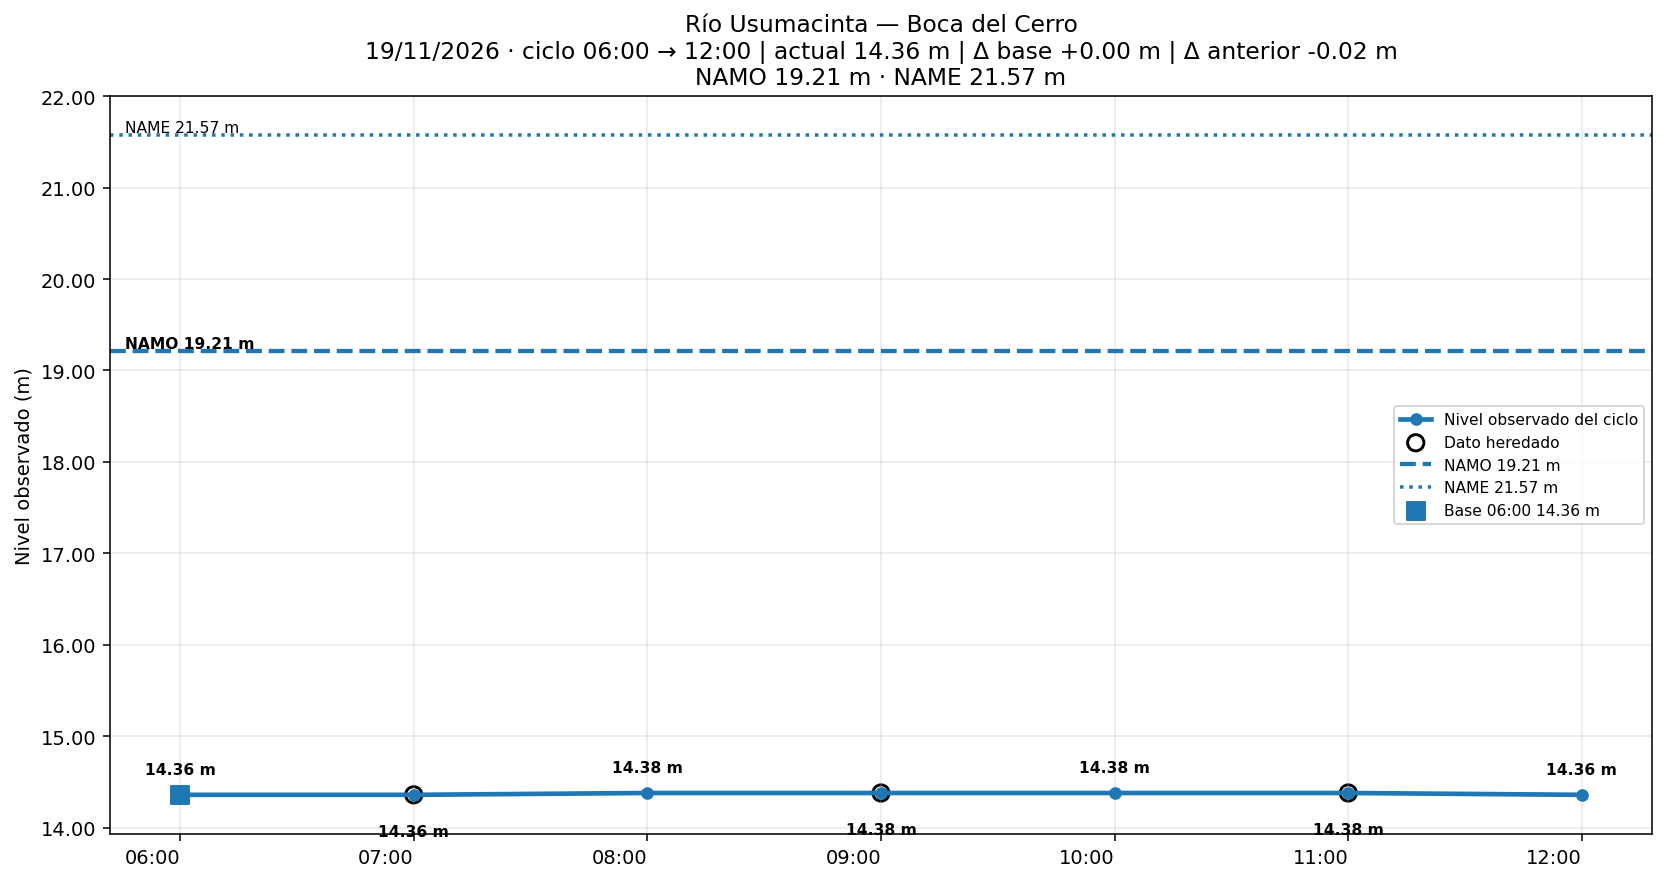 Río Usumacinta — Boca del Cerro
19/11/2026 · ciclo 06:00 → 12:00 | actual 14.36 m | Δ base +0.00 m | Δ anterior -0.02 m
NAMO 19.21 m · NAME 21.57 m
22.00
NAME 21.57 m
21.00
20.00
NAMO 19.21 m
19.00
Nivel observado (m)
Nivel observado del ciclo
Dato heredado
NAMO 19.21 m
NAME 21.57 m
Base 06:00 14.36 m
18.00
17.00
16.00
15.00
14.36 m
14.38 m
14.38 m
14.36 m
14.00
14.36 m
14.38 m
14.38 m
06:00
07:00
08:00
09:00
10:00
11:00
12:00